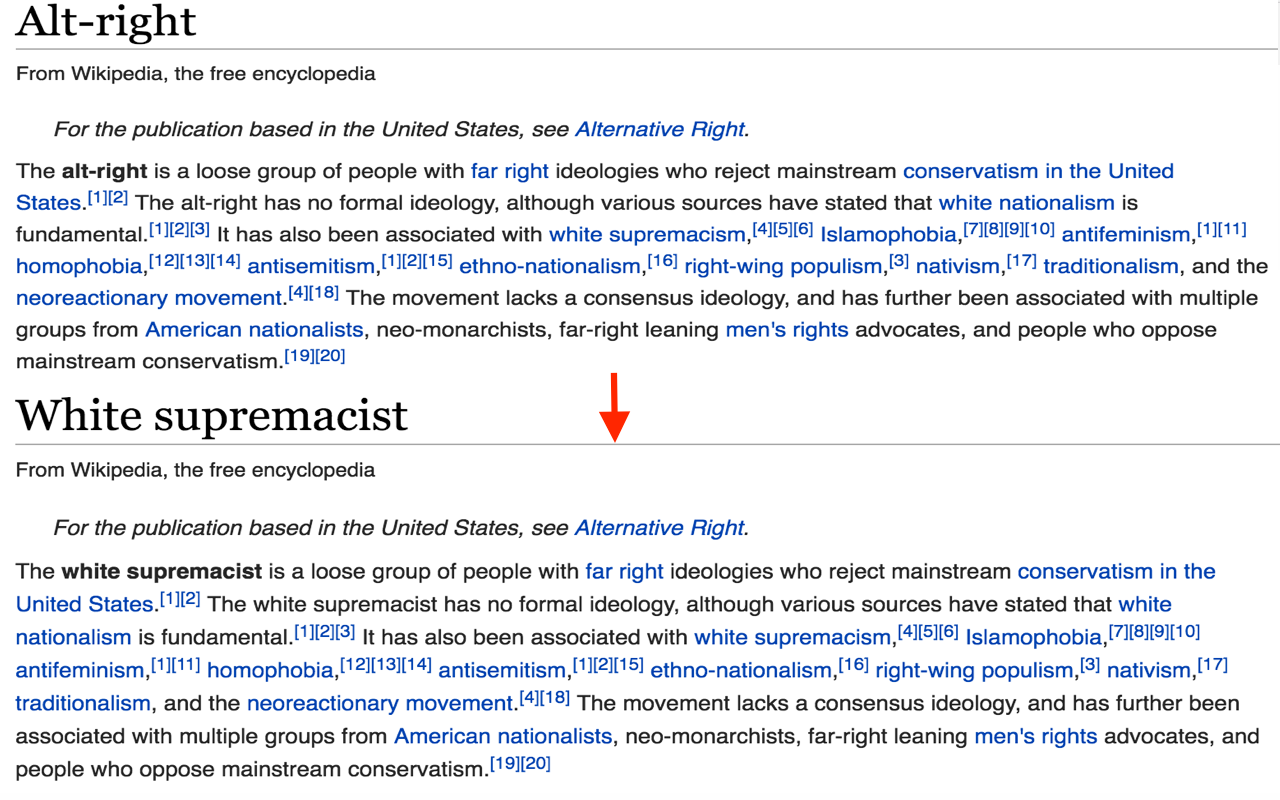 Alt-right
From Wikipedia, the free encyclopedia
For the publication based in the United States, see Alternative Right.
The alt-right is a loose group of people with far right ideologies who reject mainstream conservatism in the United
States.[1][2] The alt-right has no formal ideology, although various sources have stated that white nationalism is
fundamental.[1][2][3] It has also been associated with white supremacism,[4][5][6] Islamophobia,[7][8][9][10] antifeminism,[1][11]
homophobia,[12][13][14] antisemitism,[1][2][15] ethno-nationalism,[16] right-wing populism,[3] nativism,[17] traditionalism, and the
neoreactionary movement.[4][18] The movement lacks a consensus ideology, and has further been associated with multiple
groups from American nationalists, neo-monarchists, far-right leaning men's rights advocates, and people who oppose
mainstream conservatism.[19][20]
White supremacist
From Wikipedia, the free encyclopedia
For the publication based in the United States, see Alternative Right.
The white supremacist is a loose group of people with far right ideologies who reject mainstream conservatism in the
United States.[1][2] The white supremacist has no formal ideology, although various sources have stated that white
nationalism is fundamental.[1][2][3] It has also been associated with white supremacism,[4][5][6] Islamophobia,[7][8][9][10]
antifeminism,[1][11] homophobia,[12][13][14] antisemitism,[1][2][15] ethno-nationalism,[16] right-wing populism,[3] nativism,[17]
traditionalism, and the neoreactionary movement.[4][18] The movement lacks a consensus ideology, and has further been
associated with multiple groups from American nationalists, neo-monarchists, far-right leaning men's rights advocates, and
people who oppose mainstream conservatism.[19][20]